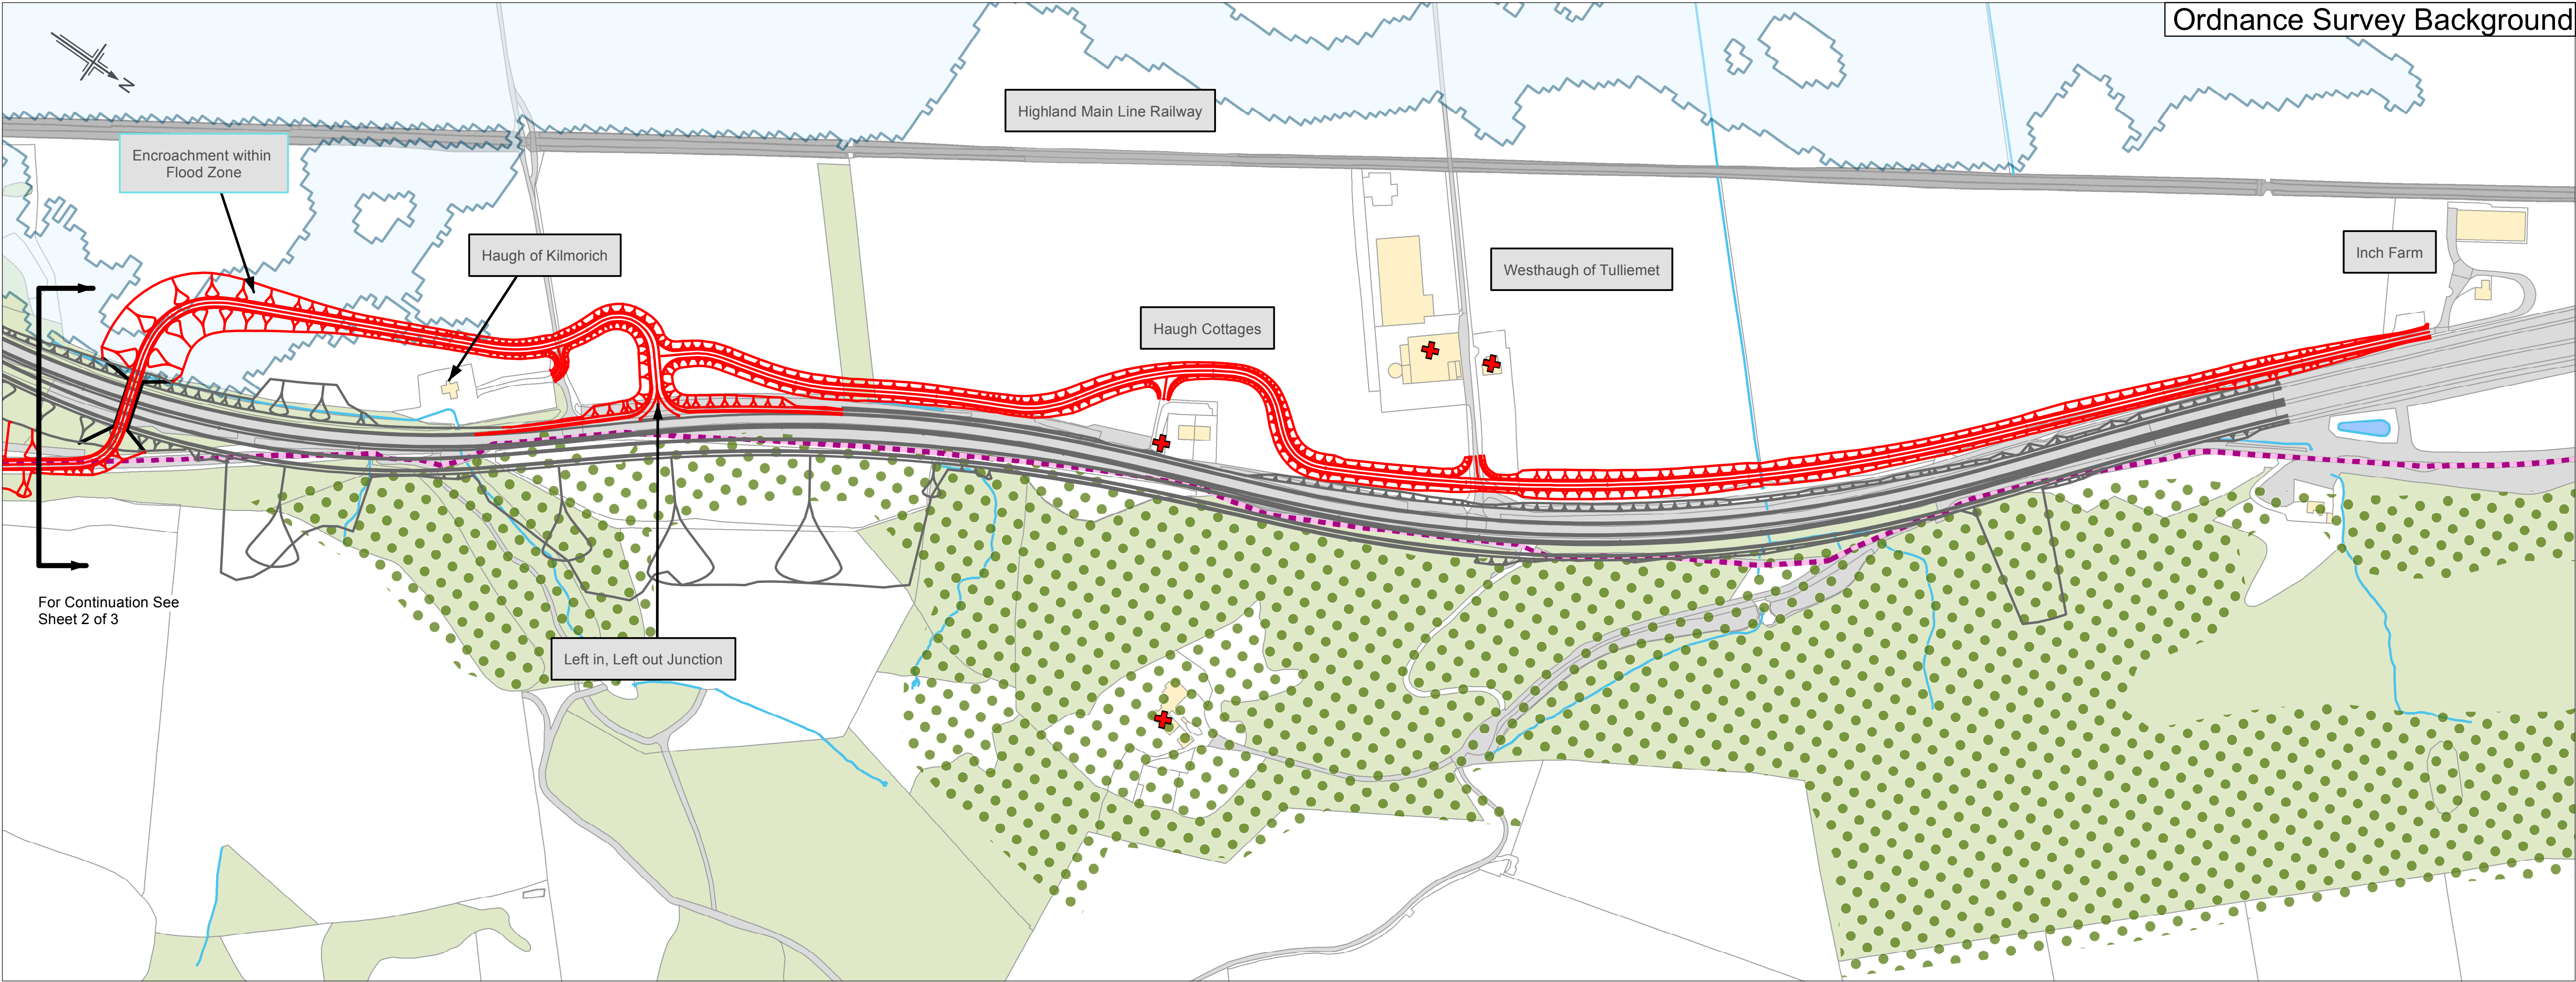 Ordnance Survey Background
N
Highland Main Line Railway
Encroachment within
Flood Zone
Haugh of Kilmorich
Westhaugh of Tulliemet
Inch Farm
Haugh Cottages
For Continuation See
Sheet 2 of 3
Left in, Left out Junction